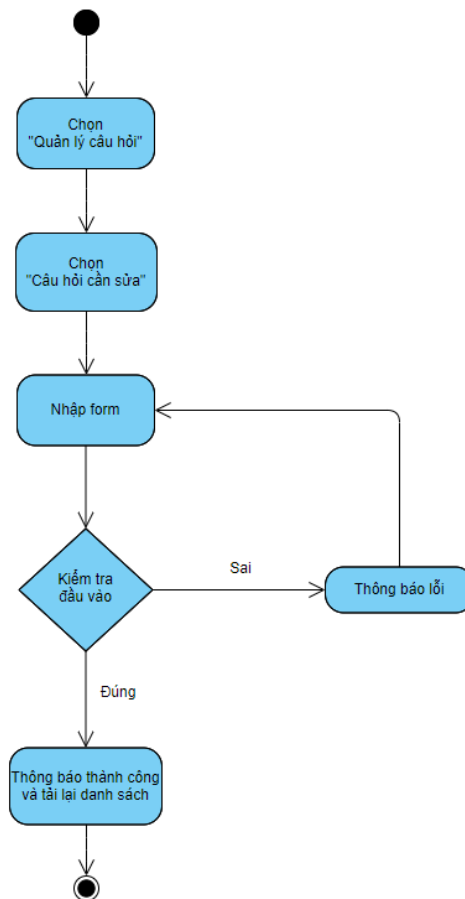 Chọn
"Quản lý câu hỏi"
Chọn
"Câu hỏi cần sửa"
Nhập form
Kiểm tra
đầu vào
Sai
Thông báo lỗi
Đúng
Thông báo thành công
và tải lại danh sách